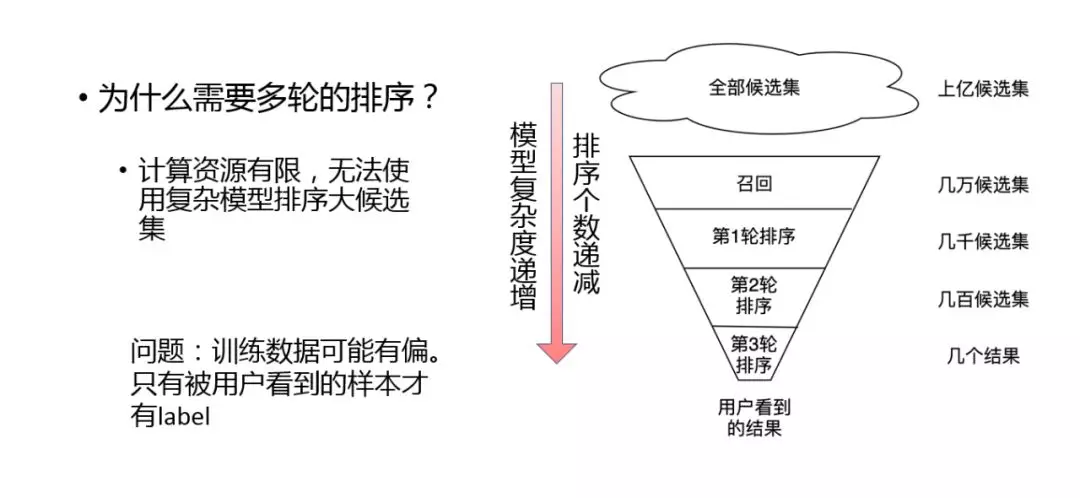 • 为什么需要多轮的排序？
• 计算资源有限，无法使
用复杂模型排序大候选
集
问题：训练数据可能有偏。
只有被用户看到的样本才
有label
模型复杂度递增
排序个数递减
全部候选集
上亿候选集
召回
几万候选集
第1轮排序
几千候选集
第2轮
排序
几百候选集
第3轮
排序
几个结果
用户看到
的结果